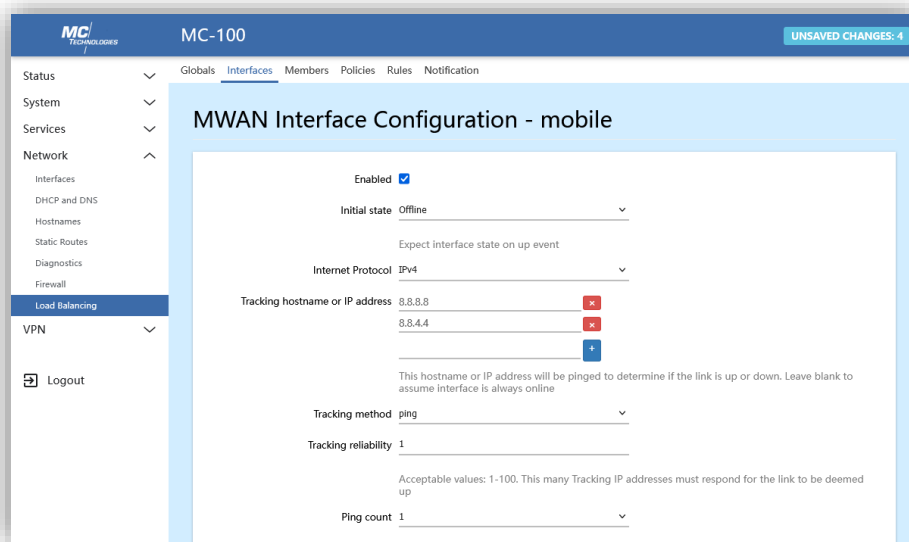 MC
TECHNOLOGIES
MC-100
UNSAVED CHANGES: 4
Status
System
Services
Network
Interfaces
DHCP and DNS
Hostnames
Static Routes
Diagnostics
Firewall
Load Balancing
VPN
Logout
Globals Interfaces Members Policies Rules Notification
MWAN Interface Configuration - mobile
Enabled
Initial state Offline
Expect interface state on up event
Internet Protocol IPv4
Tracking hostname or IP address 8.8.8.8 ×
8.8.4.4 ×
+
This hostname or IP address will be pinged to determine if the link is up or down. Leave blank to
assume interface is always online
Tracking method ping
Tracking reliability 1
Acceptable values: 1-100. This many Tracking IP addresses must respond for the link to be deemed
up
Ping count 1